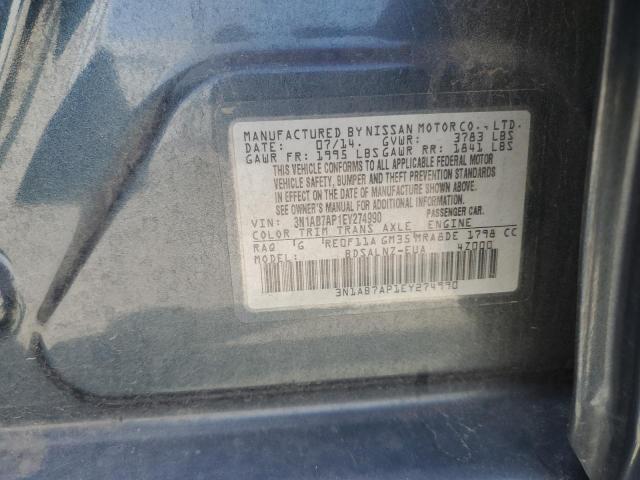 MANUFACTURED BY NISSAN MOTOR CO., LTD.
DATE: 07/14. GVWR: 3783 LBS
GAWR FR: 1995 LBS GAWR RR: 1841 LBS
THIS VEHICLE CONFORMS TO ALL APPLICABLE FEDERAL MOTOR
VEHICLE SAFETY, BUMPER, AND THEFT PREVENTION STANDARDS
IN EFFECT ON THE DATE OF MANUFACTURE SHOWN ABOVE.
SEE OWNER'S MANUAL FOR ADDITIONAL INFORMATION
VIN: 3N1AB7AP1EY274990 PASSENGER CAR.
COLOR TRIM TRANS AXLE ENGINE
RAQ G RE0F11A GM35 MRA8DE 1798 CC
BDSALNZ-EUA 4Z000
3N1AB7AP1EY274990